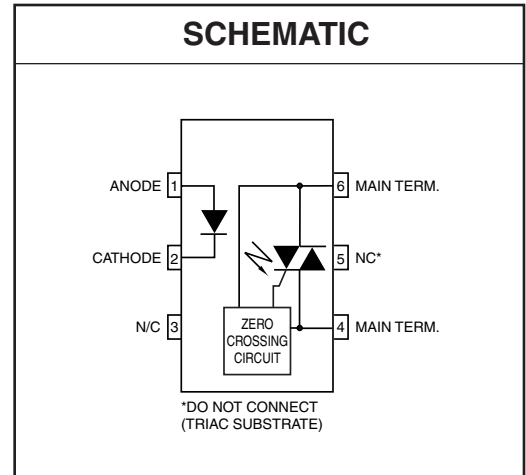 SCHEMATIC
ANODE 1
6 MAIN TERM.
CATHODE 2
5 NC*
N/C 3
ZERO
CROSSING
CIRCUIT
4 MAIN TERM.
*DO NOT CONNECT
(TRIAC SUBSTRATE)